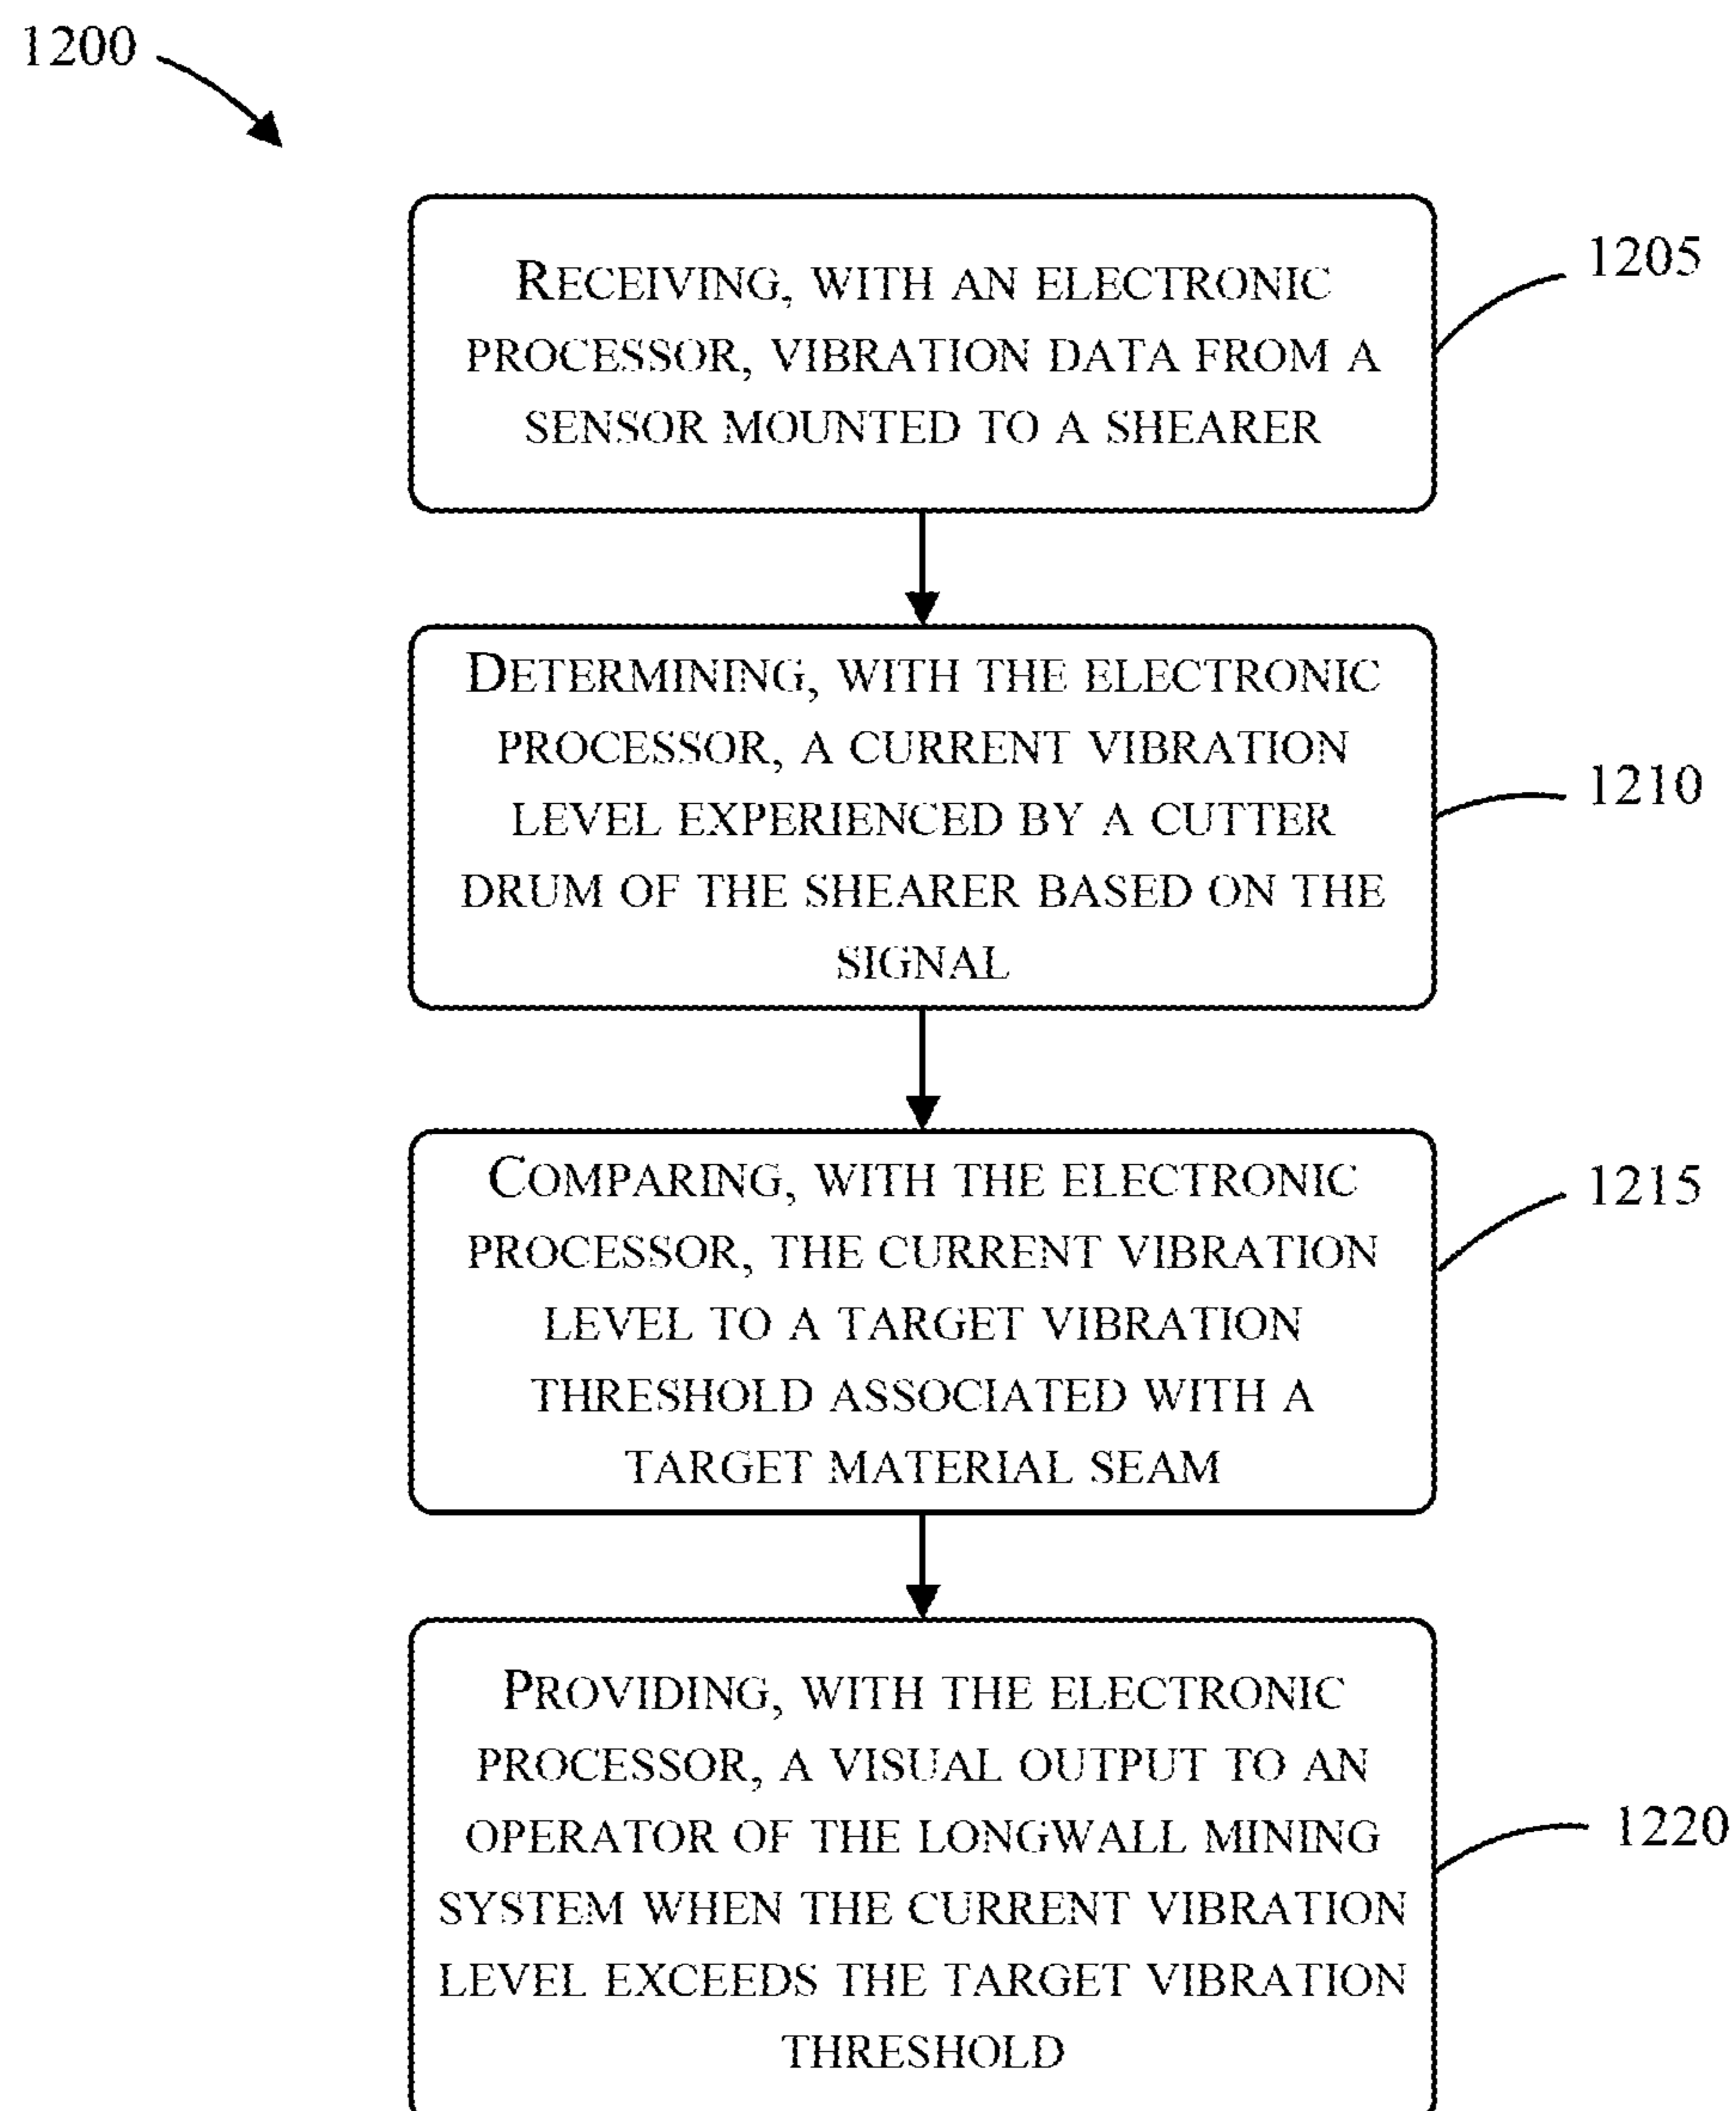 1200
RECEIVING, WITH AN ELECTRONIC
1205
PROCESSOR, VIBRATION DATA FROM A
SENSOR MOUNTED TO A SHEARER
DETERMINING, WITH THE ELECTRONIC
PROCESSOR, A CURRENT VIBRATION
1210
LEVEL EXPERIENCED BY A CUTTER
DRUM OF THE SHEARER BASED ON THE
SIGNAL
COMPARING, WITH THE ELECTRONIC
1215
PROCESSOR, THE CURRENT VIBRATION
LEVEL TO A TARGET VIBRATION
THRESHOLD ASSOCIATED WITH A
TARGET MATERIAL SEAM
PROVIDING, WITH THE ELECTRONIC
PROCESSOR, A VISUAL OUTPUT TO AN
OPERATOR OF THE LONGWALL MINING
1220
SYSTEM WHEN THE CURRENT VIBRATION
LEVEL EXCEEDS THE TARGET VIBRATION
THRESHOLD